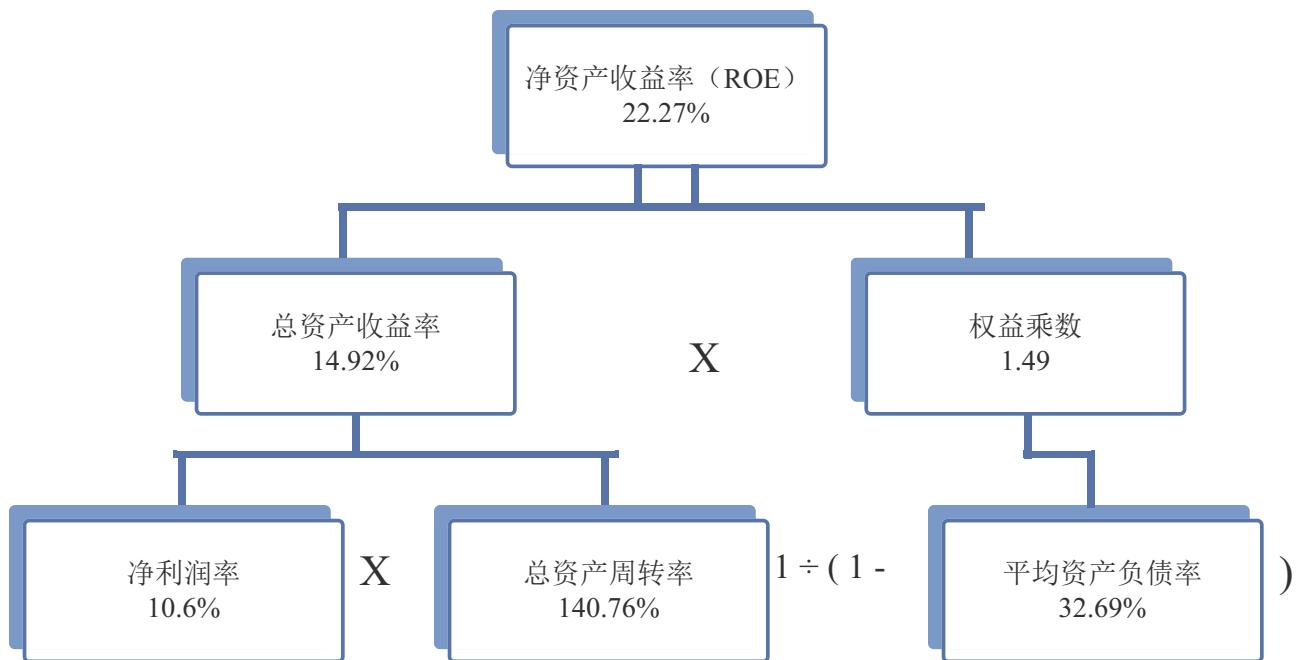 净资产收益率（ROE）
22.27%
总资产收益率
14.92%
X
权益乘数
1.49
净利润率
10.6%
X
总资产周转率
140.76%
1 ÷ ( 1 -
平均资产负债率
32.69%
)